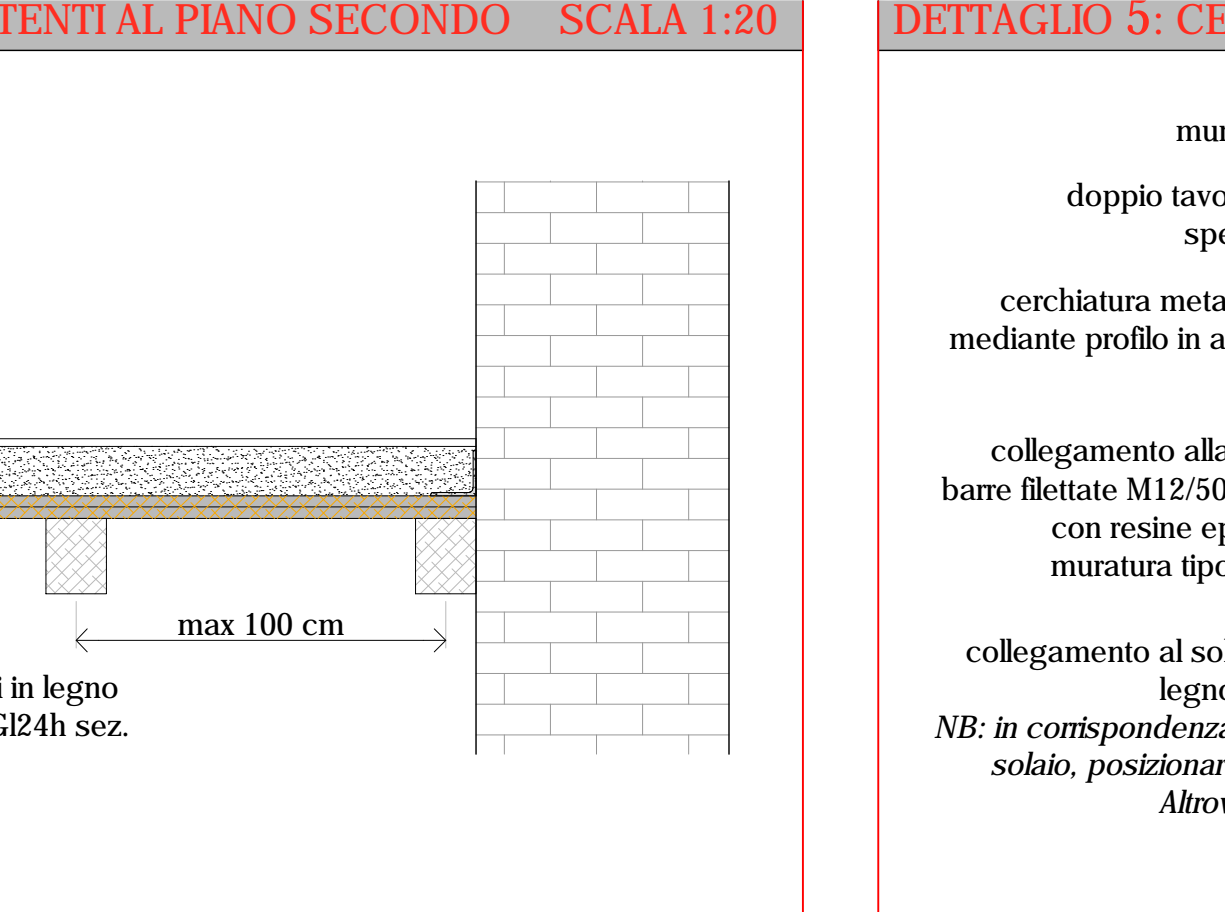 TENTI AL PIANO SECONDO SCALA 1:20
max 100 cm
i in legno
Gl24h sez.
DETTAGLIO 5: CE
mur
doppio tavo
spe
cerchiatura meta
mediante profilo in a
collegamento alla
barre filettate M12/50
con resine ep
muratura tipo
collegamento al sol
legno
NB: in corrispondenza
solaio, posizionar
Altrov